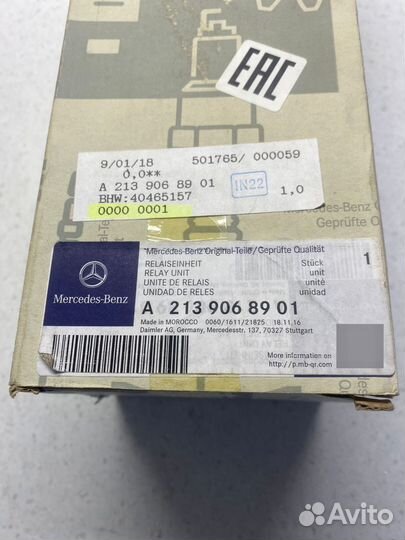 EAC
9/01/18 501765/ 000059
0,0**
A 213 906 89 01 IN22 1,0
BHW:40465157
0000 0001
Mercedes-Benz
Geprüfte Qualität
Mercedes-Benz Original-Teile/Geprüfte Qualität
RELAISEINHEIT Stück 1
RELAY UNIT unit
UNITE DE RELAIS unité
UNIDAD DE RELES unidad
Mercedes-Benz
A 213 906 89 01
Made in MOROCCO 0060/1611/21825 18.11.16
Daimler AG, Germany, Mercedesstr. 137, 70327 Stuttgart
More information on
http://p.mb-qr.com/
Avito